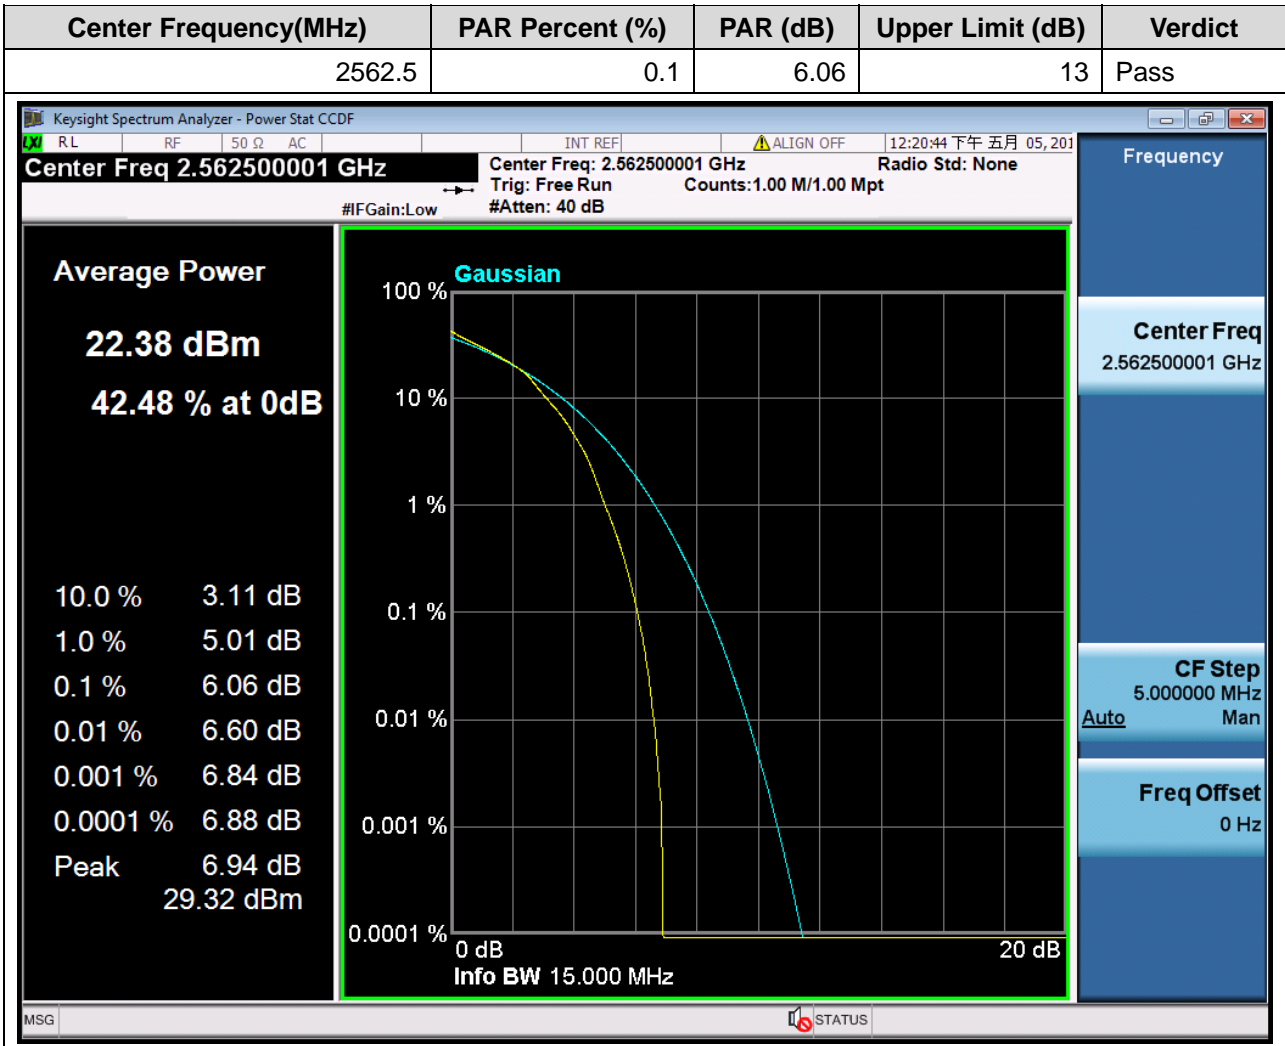 Center Frequency(MHz) PAR Percent (%) PAR (dB) Upper Limit (dB) Verdict
2562.5 0.1 6.06 13 Pass
Keysight Spectrum Analyzer - Power Stat CCDF
LXI RL RF 50 Ω AC INT REF ALIGN OFF 12:20:44 下午 五月 05, 201
Center Freq 2.562500001 GHz
Center Freq: 2.562500001 GHz Radio Std: None
Trig: Free Run Counts:1.00 M/1.00 Mpt
#IFGain:Low #Atten: 40 dB
Average Power
22.38 dBm
42.48 % at 0dB
10.0 % 3.11 dB
1.0 % 5.01 dB
0.1 % 6.06 dB
0.01 % 6.60 dB
0.001 % 6.84 dB
0.0001 % 6.88 dB
Peak 6.94 dB
29.32 dBm
Gaussian
100 %
10 %
1 %
0.1 %
0.01 %
0.001 %
0.0001 %
0 dB 20 dB
Info BW 15.000 MHz
Frequency
Center Freq
2.562500001 GHz
CF Step
5.000000 MHz
Auto Man
Freq Offset
0 Hz
MSG STATUS